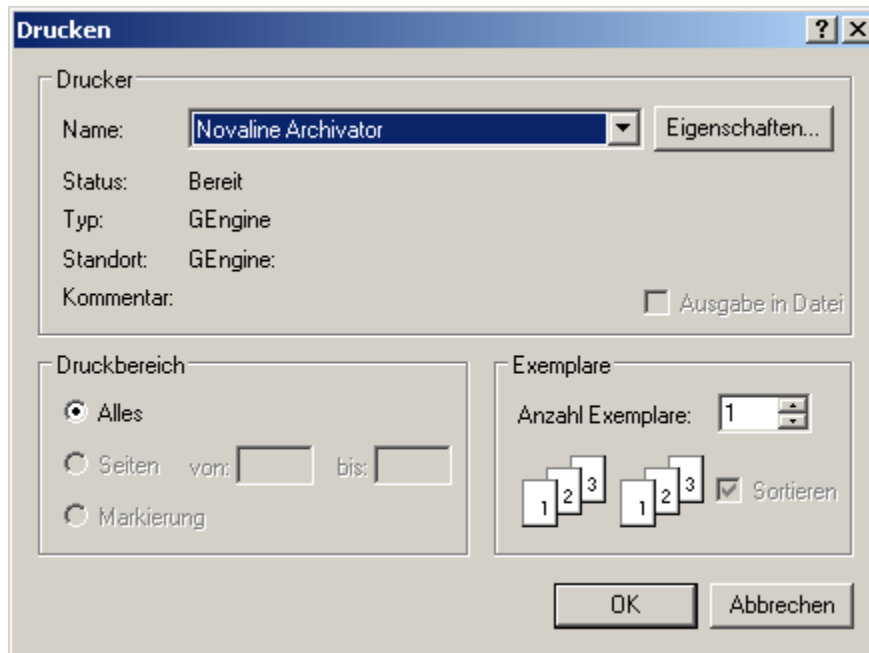 Drucken
Drucker
Name: Novaline Archivator Eigenschaften...
Status: Bereit
Typ: GEngine
Standort: GEngine:
Kommentar:
Ausgabe in Datei
Druckbereich
Alles
Seiten von: bis:
Markierung
Exemplare
Anzahl Exemplare: 1
1 2 3 1 2 3 Sortieren
OK Abbrechen